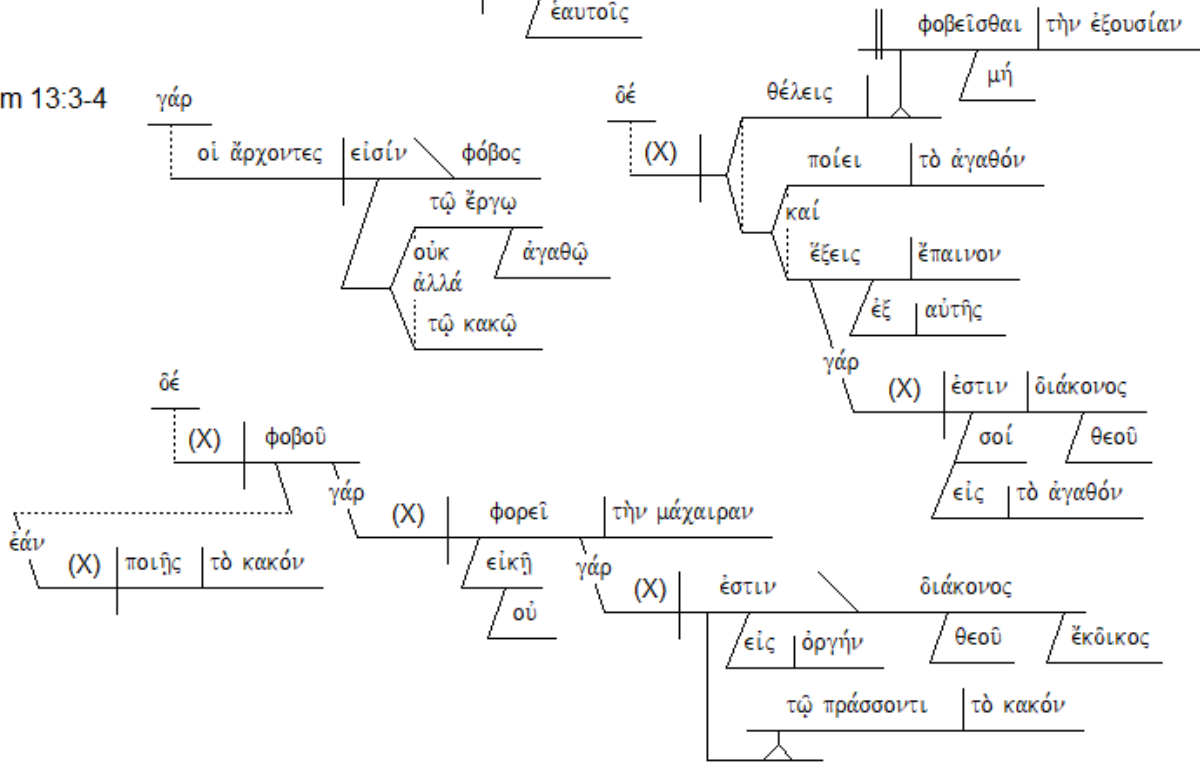 ἑαυτοῖς
φοβεῖσθαι τὴν ἐξουσίαν
μή
m 13:3-4
γάρ
οἱ ἄρχοντες εἰσίν φόβος
τῷ ἔργῳ
οὐκ ἀγαθῷ
ἀλλά
τῷ κακῷ
δέ
θέλεις
(X)
ποίει τὸ ἀγαθόν
καί
ἕξεις ἔπαινον
ἐξ αὐτῆς
γάρ
(X) ἐστιν διάκονος
σοί θεοῦ
εἰς τὸ ἀγαθόν
δέ
(X) φοβοῦ
γάρ
ἐάν
(X) ποιῇς τὸ κακόν
(X) φορεῖ τὴν μάχαιραν
εἰκῇ
οὐ
γάρ
(X) ἐστιν διάκονος
εἰς ὀργήν θεοῦ ἔκδικος
τῷ πράσσοντι τὸ κακόν